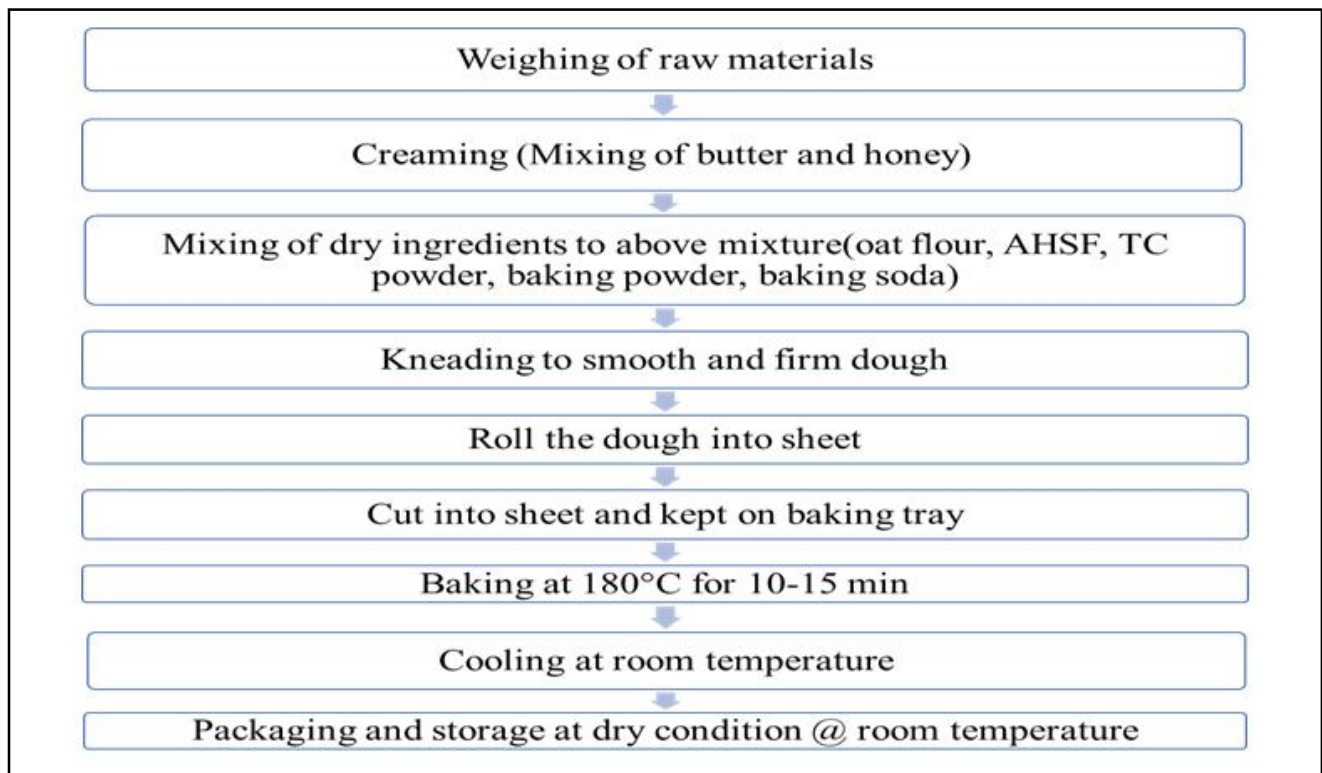 Weighing of raw materials
Creaming (Mixing of butter and honey)
Mixing of dry ingredients to above mixture(oat flour, AHSF, TC
powder, baking powder, baking soda)
Kneading to smooth and firm dough
Roll the dough into sheet
Cut into sheet and kept on baking tray
Baking at 180°C for 10-15 min
Cooling at room temperature
Packaging and storage at dry condition @ room temperature